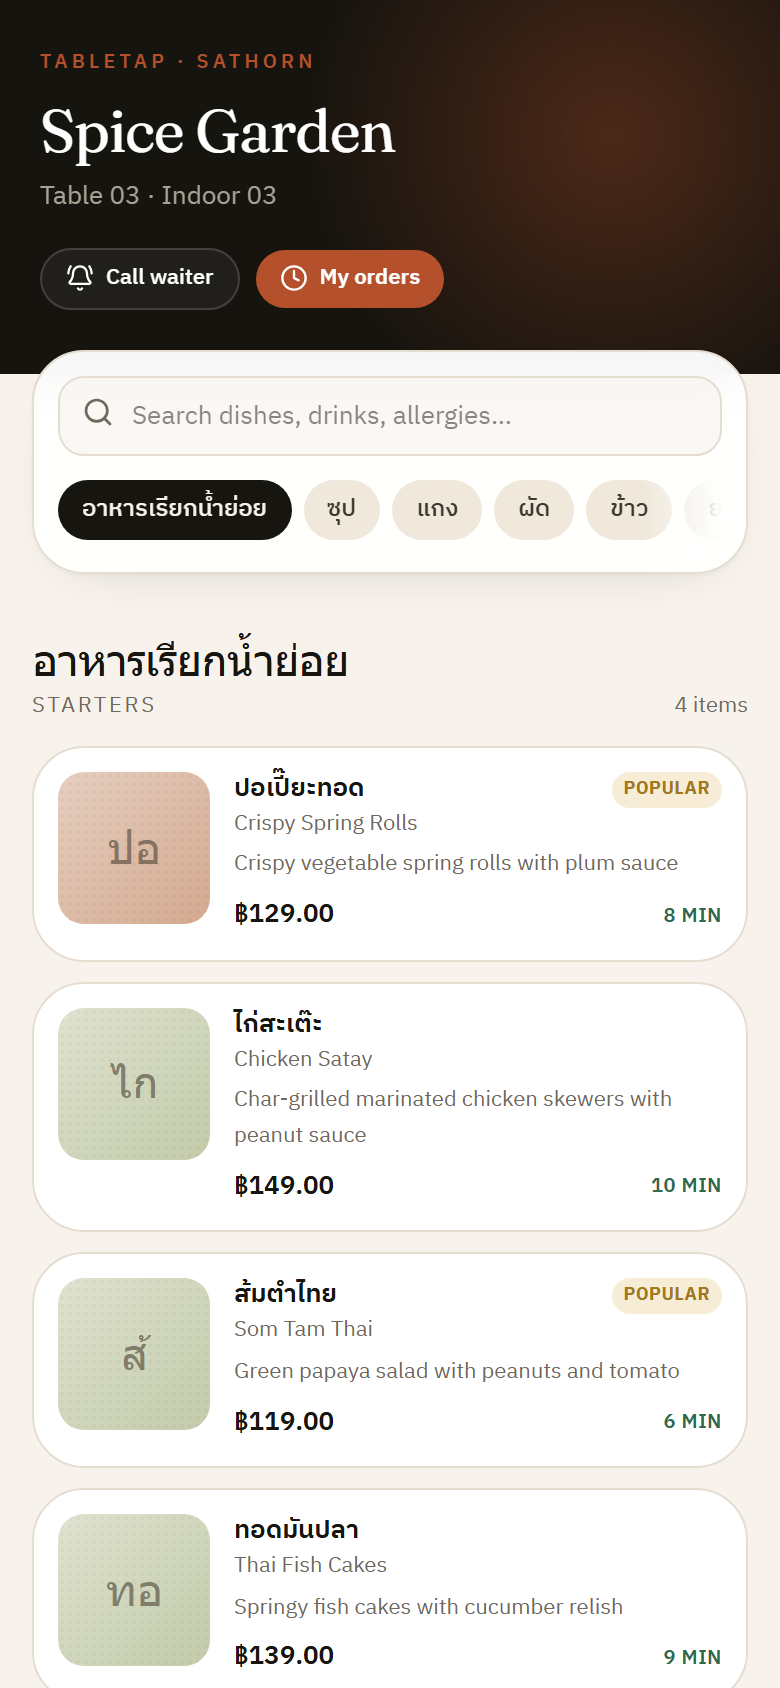 TABLETAP · SATHORN
Spice Garden
Table 03 · Indoor 03
Call waiter
My orders
Search dishes, drinks, allergies...
อาหารเรียกน้ำย่อย
ซุป
แกง
ผัด
ข้าว
อาหารเรียกน้ำย่อย
STARTERS
4 items
ปอ
ปอเปี๊ยะทอด
POPULAR
Crispy Spring Rolls
Crispy vegetable spring rolls with plum sauce
฿129.00
8 MIN
ไก
ไก่สะเต๊ะ
Chicken Satay
Char-grilled marinated chicken skewers with
peanut sauce
฿149.00
10 MIN
ส้
ส้มตำไทย
POPULAR
Som Tam Thai
Green papaya salad with peanuts and tomato
฿119.00
6 MIN
ทอ
ทอดมันปลา
Thai Fish Cakes
Springy fish cakes with cucumber relish
฿139.00
9 MIN